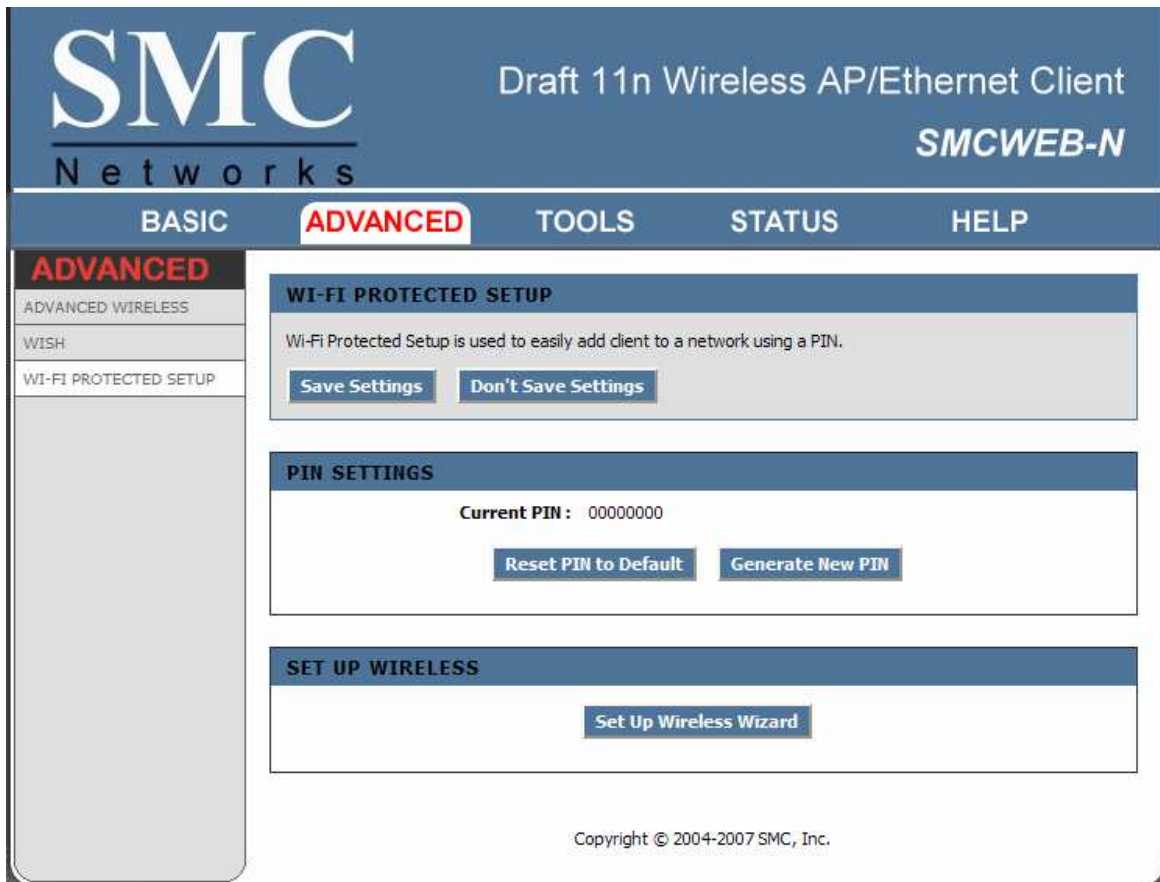 SMC
Networks
Draft 11n Wireless AP/Ethernet Client
SMCWEB-N
BASIC ADVANCED TOOLS STATUS HELP
ADVANCED
ADVANCED WIRELESS
WISH
WI-FI PROTECTED SETUP
WI-FI PROTECTED SETUP
Wi-Fi Protected Setup is used to easily add client to a network using a PIN.
Save Settings Don't Save Settings
PIN SETTINGS
Current PIN : 00000000
Reset PIN to Default Generate New PIN
SET UP WIRELESS
Set Up Wireless Wizard
Copyright © 2004-2007 SMC, Inc.